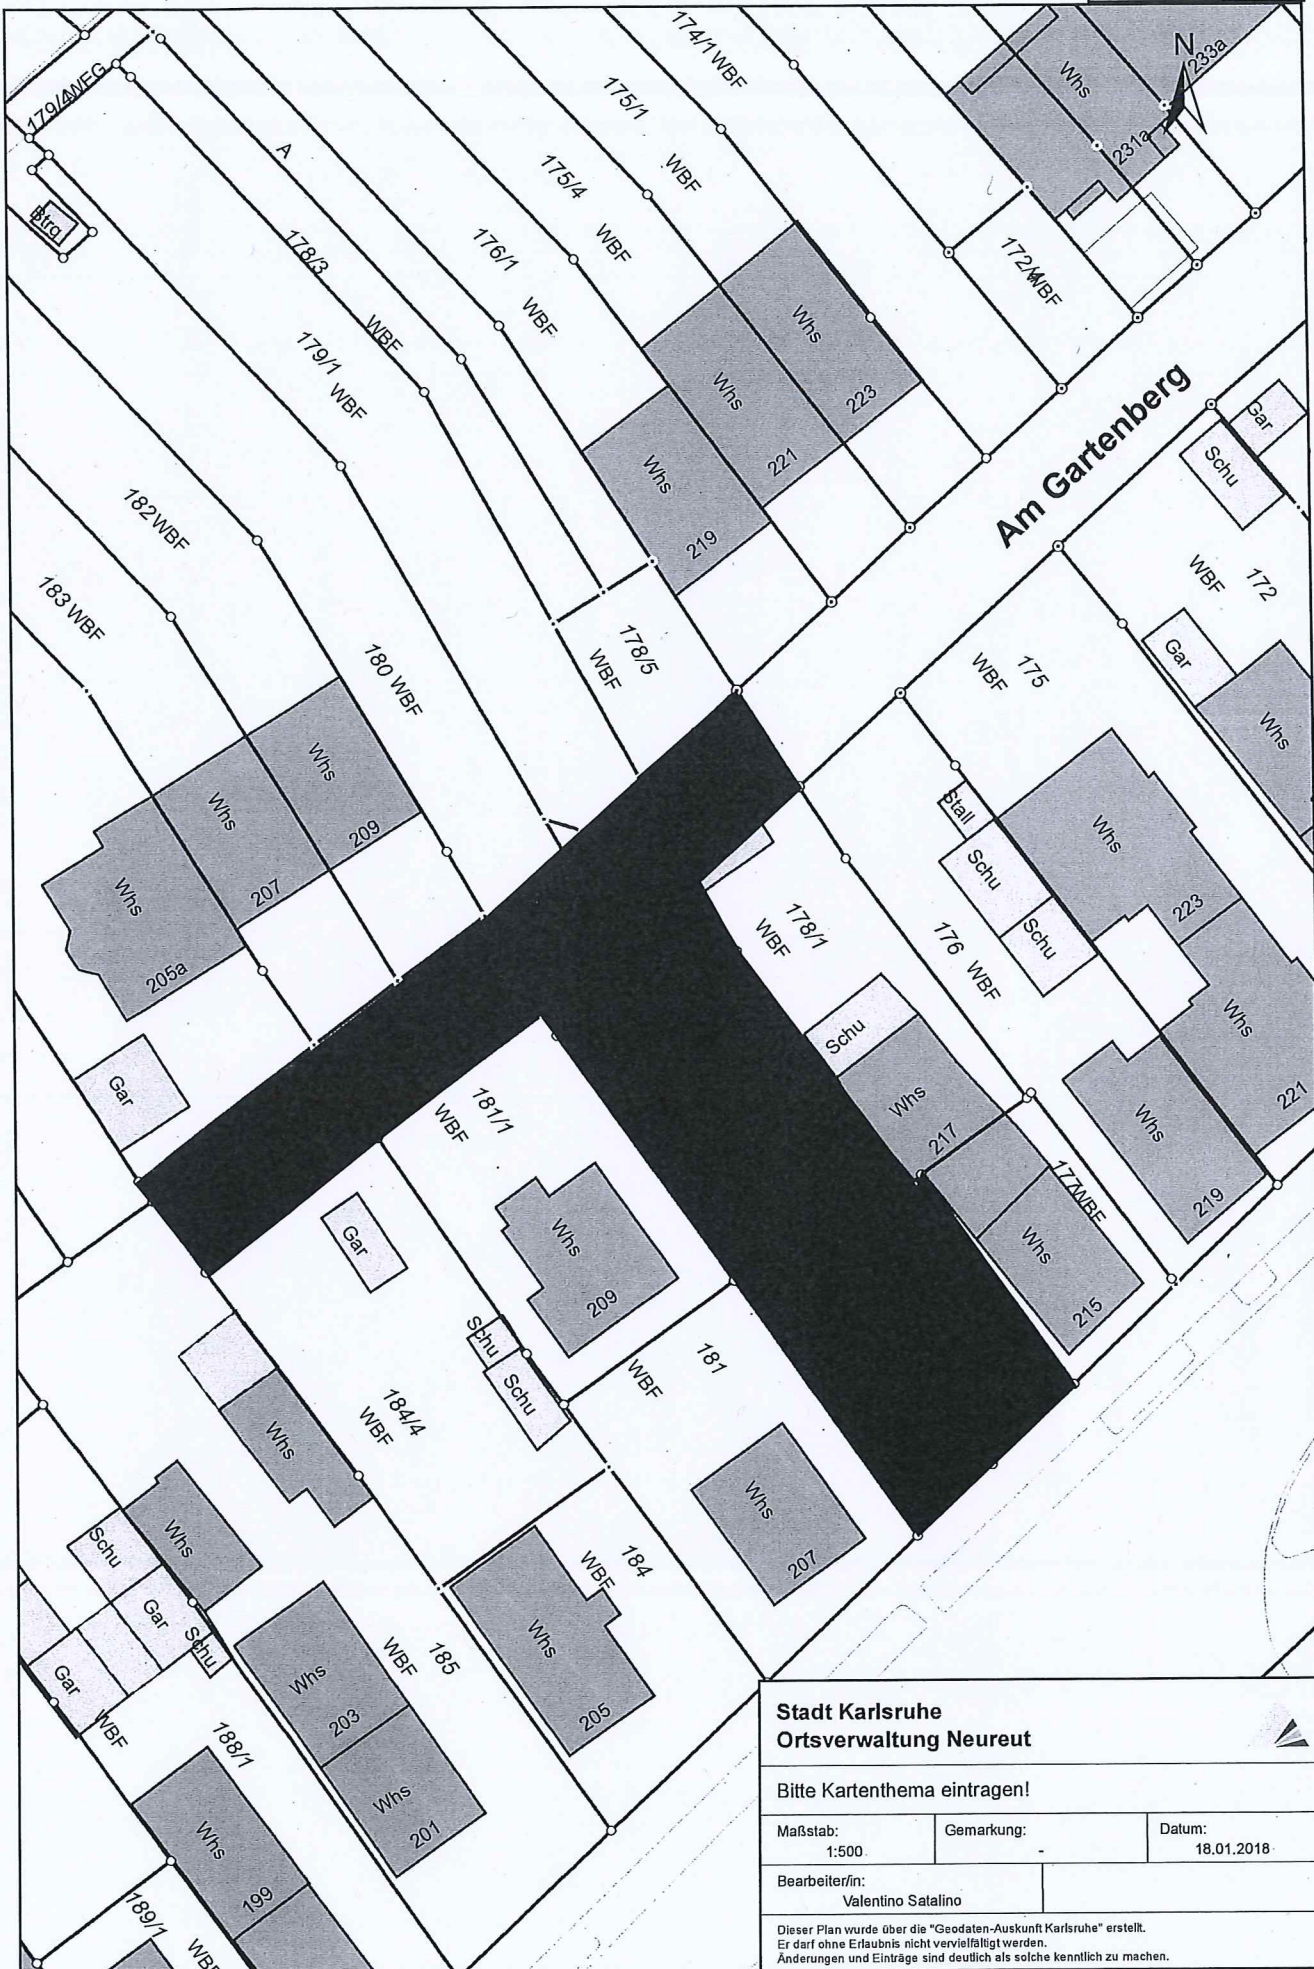 N
233a
Whs
231a
174/1 WBF
175/1
WBF
175/4
WBF
176/1
WBF
179/4 WEG
A
Btrg
178/3
WBF
179/1
WBF
172/4 WBF
Whs
223
Whs
221
Whs
219
Am Gartenberg
Gar
Schu
WBF
172
182 WBF
183 WBF
180 WBF
178/5
WBF
175
WBF
Gar
Whs
Whs
209
Whs
207
Whs
205a
Stall
Schu
Schu
Whs
223
178/1
WBF
176 WBF
Schu
Whs
217
Whs
221
Gar
181/1
WBF
177 WBF
Whs
219
Gar
Whs
209
Whs
215
Schu
Schu
181
WBF
184/4
WBF
Whs
Whs
207
Schu
Whs
Gar
Schu
Gar
WBF
184
WBF
Whs
205
185
WBF
Whs
203
Whs
201
188/1
Whs
199
189/1
WBF
Stadt Karlsruhe
Ortsverwaltung Neureut
Bitte Kartenthema eintragen!
Maßstab:
1:500
Gemarkung:
-
Datum:
18.01.2018
Bearbeiter/in:
Valentino Satalino
Dieser Plan wurde über die "Geodaten-Auskunft Karlsruhe" erstellt.
Er darf ohne Erlaubnis nicht vervielfältigt werden.
Änderungen und Einträge sind deutlich als solche kenntlich zu machen.